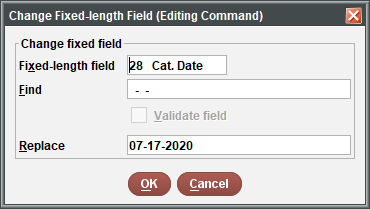 Change Fixed-length Field (Editing Command)
Change fixed field
Fixed-length field 28 Cat. Date
Find - -
Validate field
Replace 07-17-2020
OK Cancel